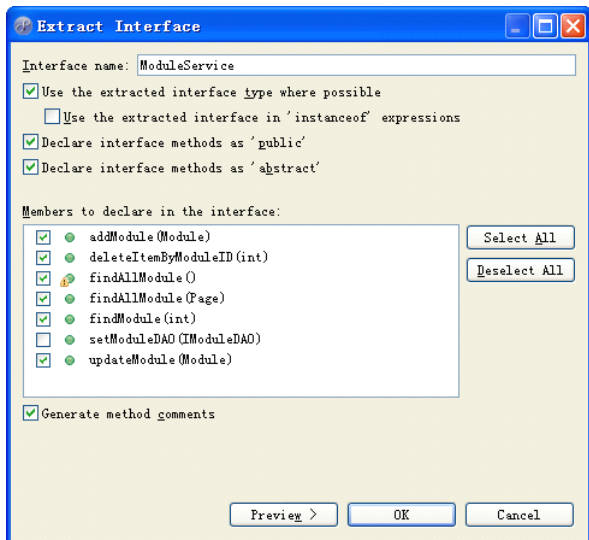 Extract Interface
Interface name: ModuleService
Use the extracted interface type where possible
Use the extracted interface in 'instanceof' expressions
Declare interface methods as 'public'
Declare interface methods as 'abstract'
Members to declare in the interface:
addModule(Module)
deleteItemByModuleID(int)
findAllModule()
findAllModule(Page)
findModule(int)
setModuleDAO(IModuleDAO)
updateModule(Module)
Select All
Deselect All
Generate method comments
Preview >
OK
Cancel